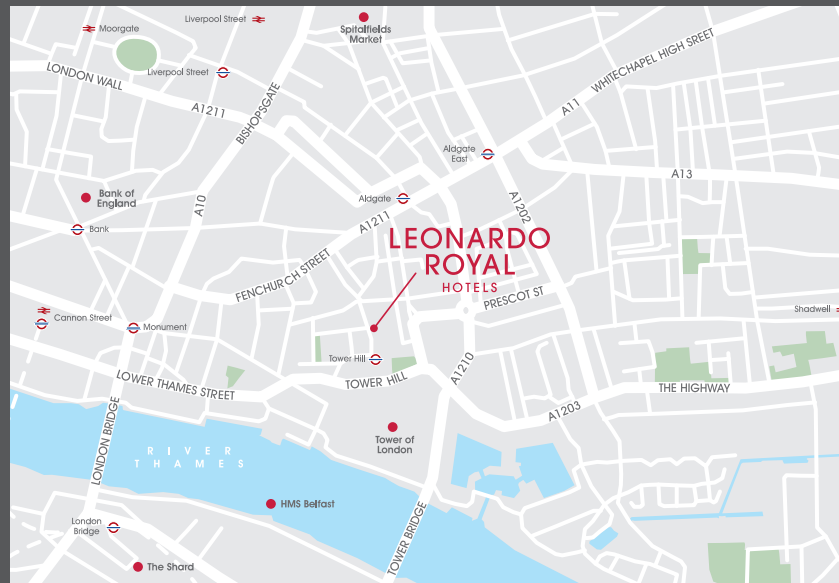 Liverpool Street
Moorgate
Spitalfields
Market
WHITECHAPEL HIGH SREET
LONDON WALL
Liverpool Street
A1211
BISHOPSGATE
A11
Aldgate
East
A13
Bank of
England
A10
Aldgate
A1202
Bank
A1211
LEONARDO
ROYAL
HOTELS
FENCHURCH STREET
PRESCOT ST
Cannon Street
Monument
Shadwell
Tower Hill
A1210
LOWER THAMES STREET
TOWER HILL
THE HIGHWAY
LONDON BRIDGE
A1203
Tower of
London
RIVER
THAMES
HMS Belfast
London
Bridge
TOWER BRIDGE
The Shard